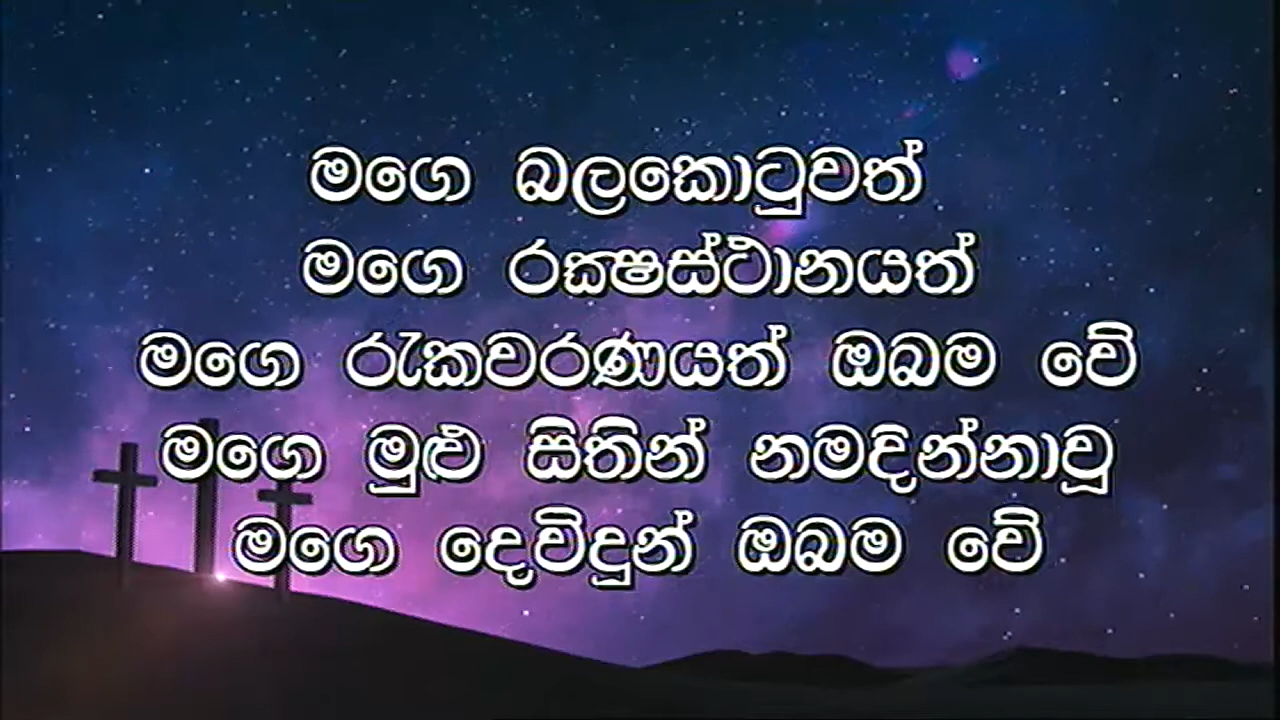 මගෙ බලකොටුවත්
මගෙ රක්‍ෂස්ථානයත්
මගෙ රැකවරණයත් ඔබම වේ
මගෙ මුළු සිතින් නමදින්නාවූ
මගෙ දෙවිදුන් ඔබම වේ